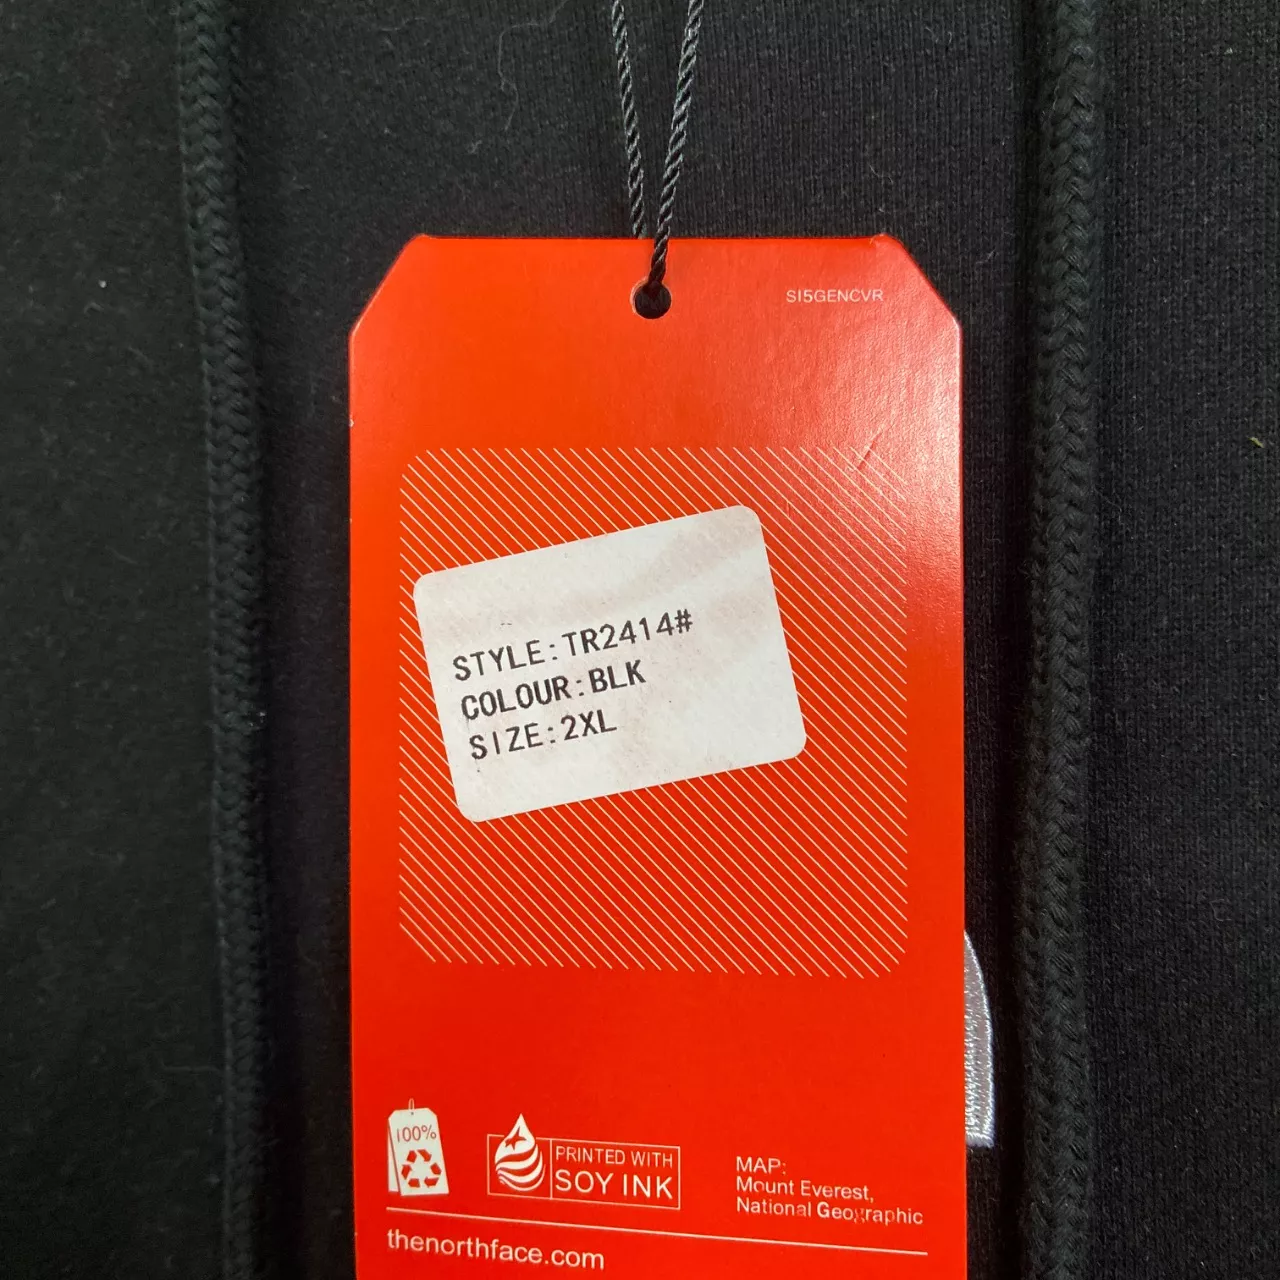 SI5GENCVR
STYLE:TR2414#
COLOUR:BLK
SIZE:2XL
100%
PRINTED WITH
SOY INK
MAP:
Mount Everest,
National Geographic
thenorthface.com